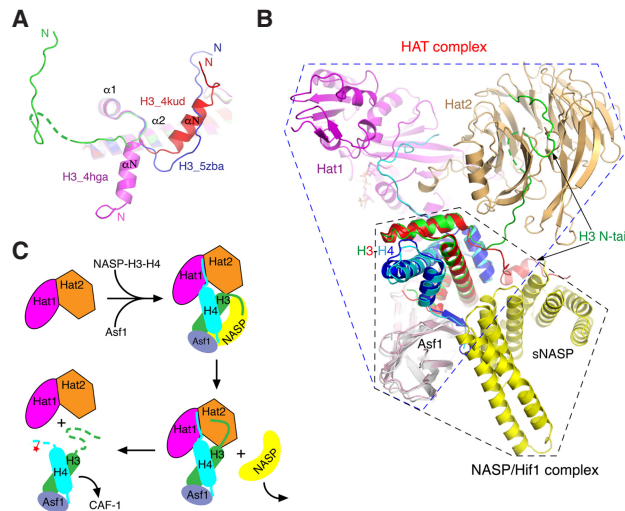 A
N
N
N
α1
H3_4kud
α2
αN
αN
H3_5zba
H3_4hga
N
B
HAT complex
Hat2
Hat1
H3 N-tai
H3-H4
Asf1
sNASP
NASP/Hif1 complex
C
NASP-H3-H4
Hat2
Hat1
Asf1
Hat2
Hat1
H3
H4
NASP
Asf1
Hat2
Hat1
+
H3
H4
Asf1
CAF-1
Hat2
Hat1
H3
H4
Asf1
+
NASP